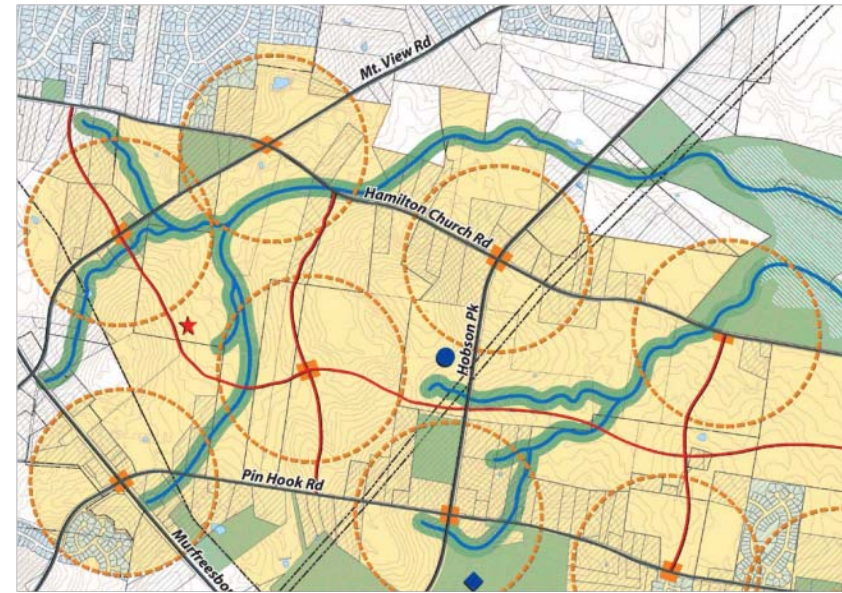 Mt. View Rd
Hamilton Church Rd
Hobson Pk
Pin Hook Rd
Murfreesbo